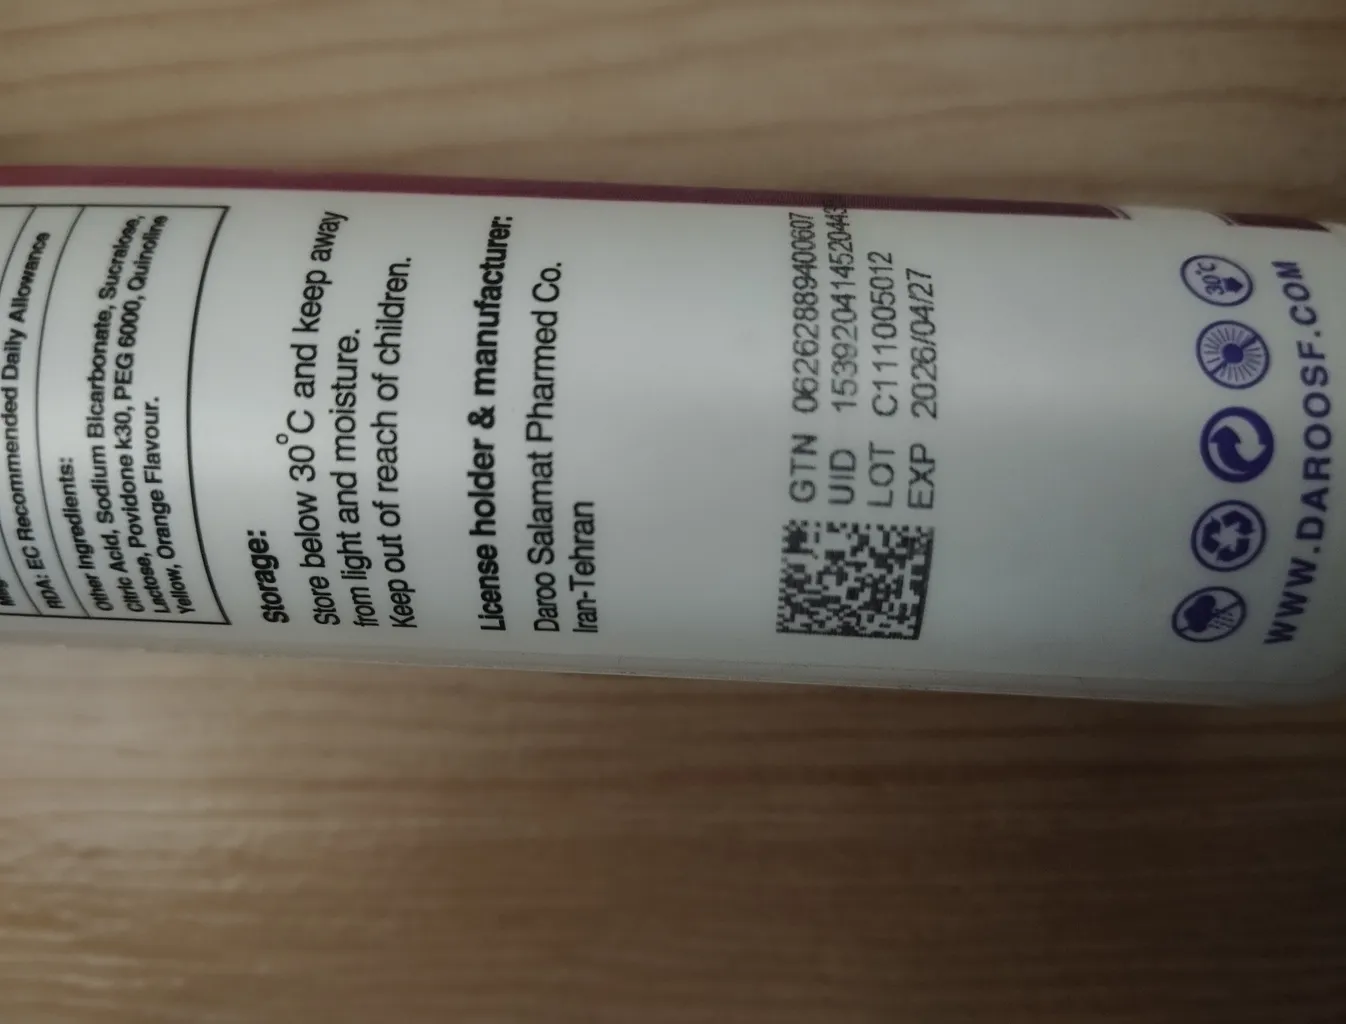 RDA: EC Recommended Daily Allowance
Other Ingredients:
Citric Acid, Sodium Bicarbonate, Sucralose,
Lactose, Povidone k30, PEG 6000, Quinoline
Yellow, Orange Flavour.
Storage:
Store below 30°C and keep away
from light and moisture.
Keep out of reach of children.
License holder & manufacturer:
Daroo Salamat Pharmed Co.
Iran-Tehran
GTN 06262889400607
UID 153920414520443
LOT C111005012
EXP 2026/04/27
30°C
WWW.DAROOSF.COM